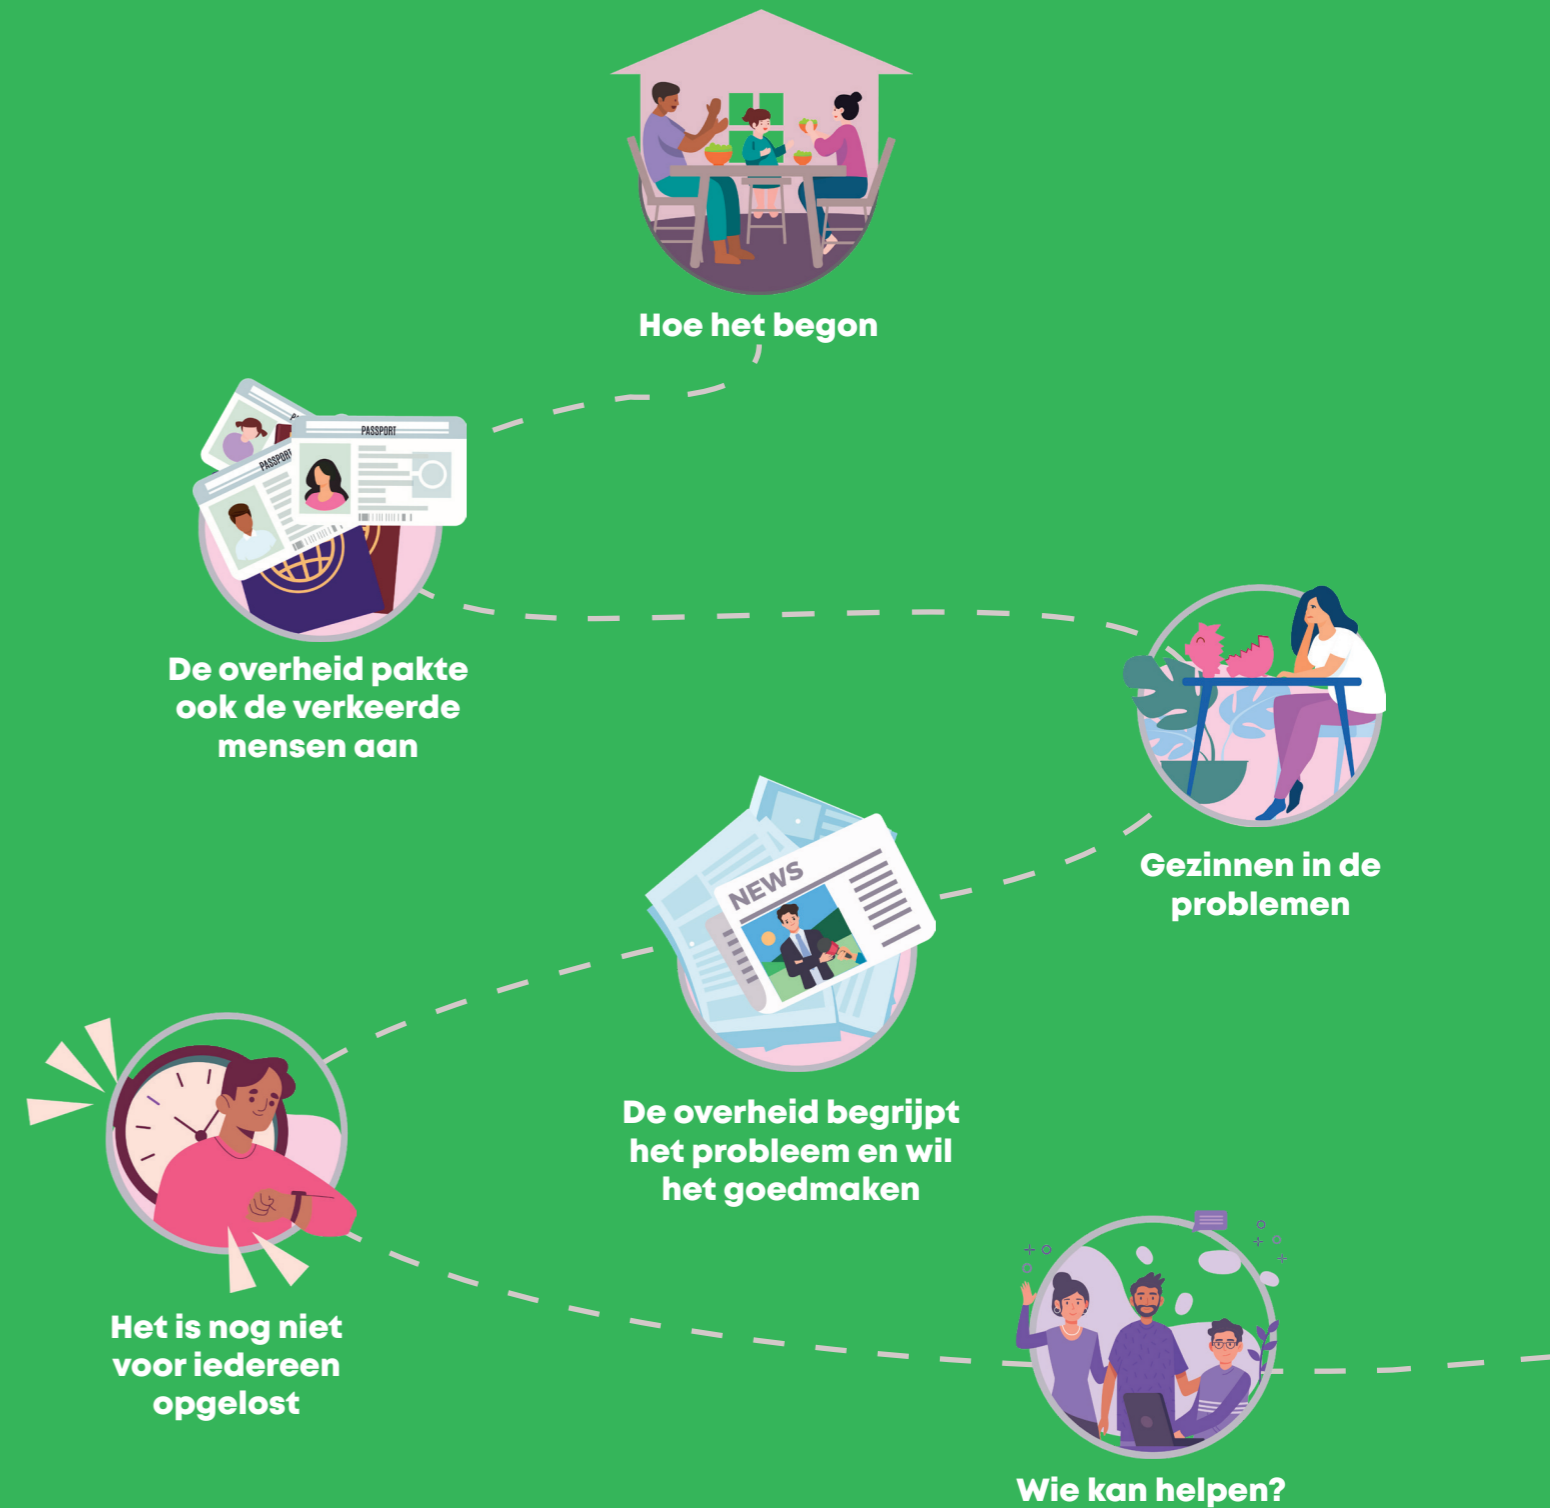 Hoe het begon
PASSPORT
PASSPORT
De overheid pakte
ook de verkeerde
mensen aan
Gezinnen in de
problemen
NEWS
De overheid begrijpt
het probleem en wil
het goedmaken
Het is nog niet
voor iedereen
opgelost
Wie kan helpen?